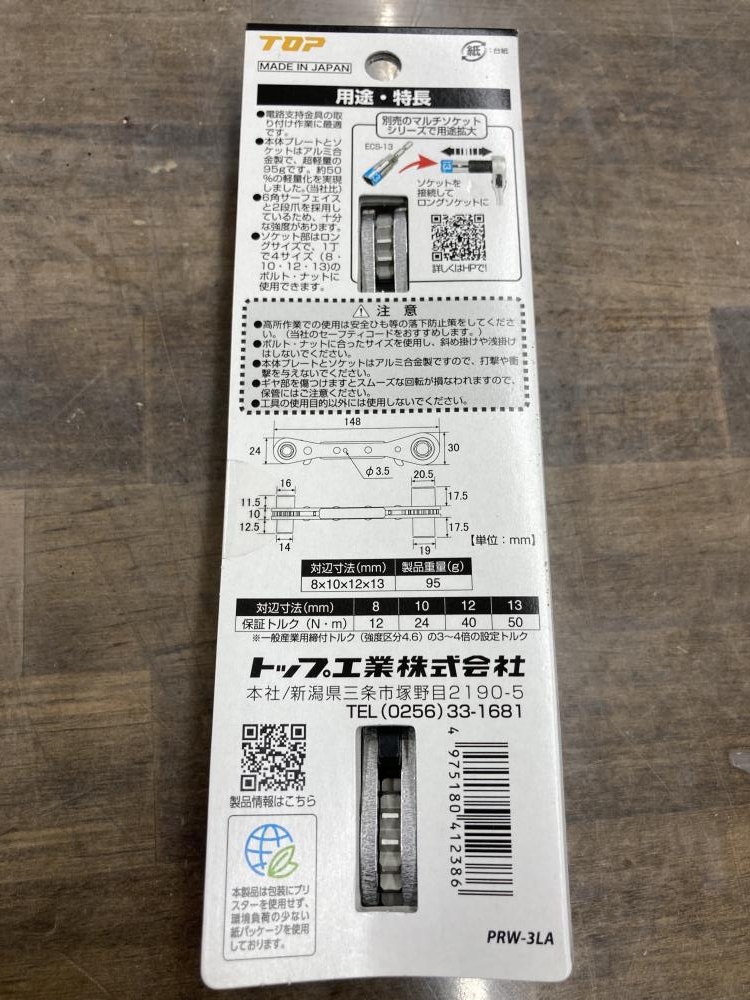 TOP
MADE IN JAPAN
紙
:台紙
用途・特長
●電路支持金具の取
り付け作業に最適
です。
●本体プレートとソ
ケットはアルミ合
金製で、超軽量の
95gです。約50
%の軽量化を実現
しました。(当社比)
●6角サーフェイス
と2段爪を採用し
ているため、十分
な強度があります。
●ソケット部はロン
グサイズで、1丁
で4サイズ(8・
10・12・13)の
ボルト・ナットに
使用できます。
別売のマルチソケット
シリーズで用途拡大
ECS-13
13
ソケットを
接続して
ロングソケットに
詳しくはHPで!
注 意
●高所作業での使用は安全ひも等の落下防止策をしてくださ
い。(当社のセーフティコードをおすすめします。)
●ボルト・ナットに合ったサイズを使用し、斜め掛けや浅掛け
はしないでください。
●本体プレートとソケットはアルミ合金製ですので、打撃や衝
撃を与えないでください。
●ギヤ部を傷つけますとスムーズな回転が損なわれますので、
保管にはご注意ください。
●工具の使用目的以外には使用しないでください。
148
24
30
φ3.5
16
20.5
11.5
10
12.5
17.5
17.5
14
19
【単位:mm】
対辺寸法(mm) 製品重量(g)
8×10×12×13 95
対辺寸法(mm) 8 10 12 13
保証トルク(N・m) 12 24 40 50
※一般産業用締付トルク(強度区分4.6)の3〜4倍の設定トルク
トップ工業株式会社
本社/新潟県三条市塚野目2190-5
TEL(0256)33-1681
製品情報はこちら
本製品は包装にブリ
スターを使用せず、
環境負荷の少ない
紙パッケージを使用
しております。
4 975180 412386
PRW-3LA